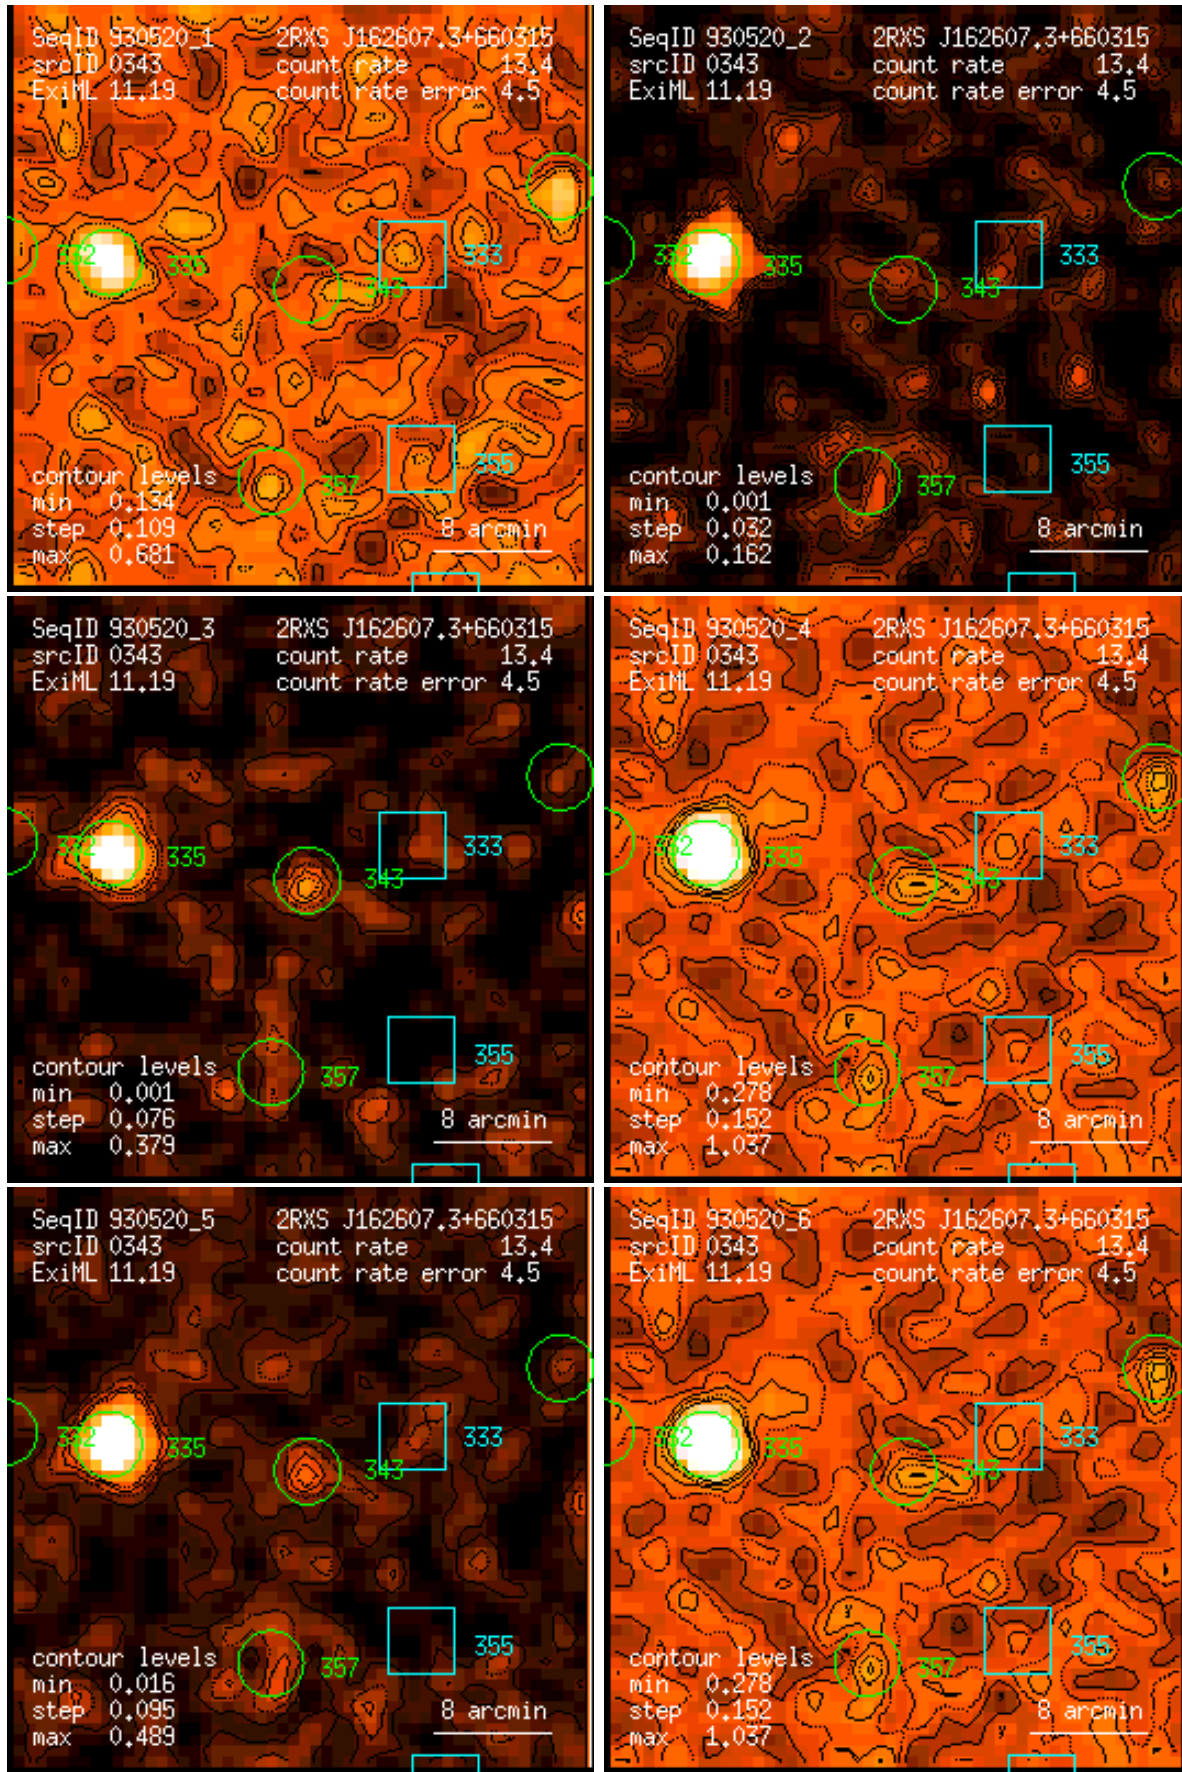 SeqID 930520_1 2RXS J162607.3+660315
srcID 0343 count rate 13.4
ExiML 11.19 count rate error 4.5
332 335 333
343
355
357
contour levels
min 0.134
step 0.109 8 arcmin
max 0.681
SeqID 930520_2 2RXS J162607.3+660315
srcID 0343 count rate 13.4
ExiML 11.19 count rate error 4.5
332 335 333
343
355
357
contour levels
min 0.001
step 0.032 8 arcmin
max 0.162
SeqID 930520_3 2RXS J162607.3+660315
srcID 0343 count rate 13.4
ExiML 11.19 count rate error 4.5
332 335 333
343
355
357
contour levels
min 0.001
step 0.076 8 arcmin
max 0.379
SeqID 930520_4 2RXS J162607.3+660315
srcID 0343 count rate 13.4
ExiML 11.19 count rate error 4.5
332 335 333
343
355
357
contour levels
min 0.278
step 0.152 8 arcmin
max 1.037
SeqID 930520_5 2RXS J162607.3+660315
srcID 0343 count rate 13.4
ExiML 11.19 count rate error 4.5
332 335 333
343
355
357
contour levels
min 0.016
step 0.095 8 arcmin
max 0.489
SeqID 930520_6 2RXS J162607.3+660315
srcID 0343 count rate 13.4
ExiML 11.19 count rate error 4.5
332 335 333
343
355
357
contour levels
min 0.278
step 0.152 8 arcmin
max 1.037